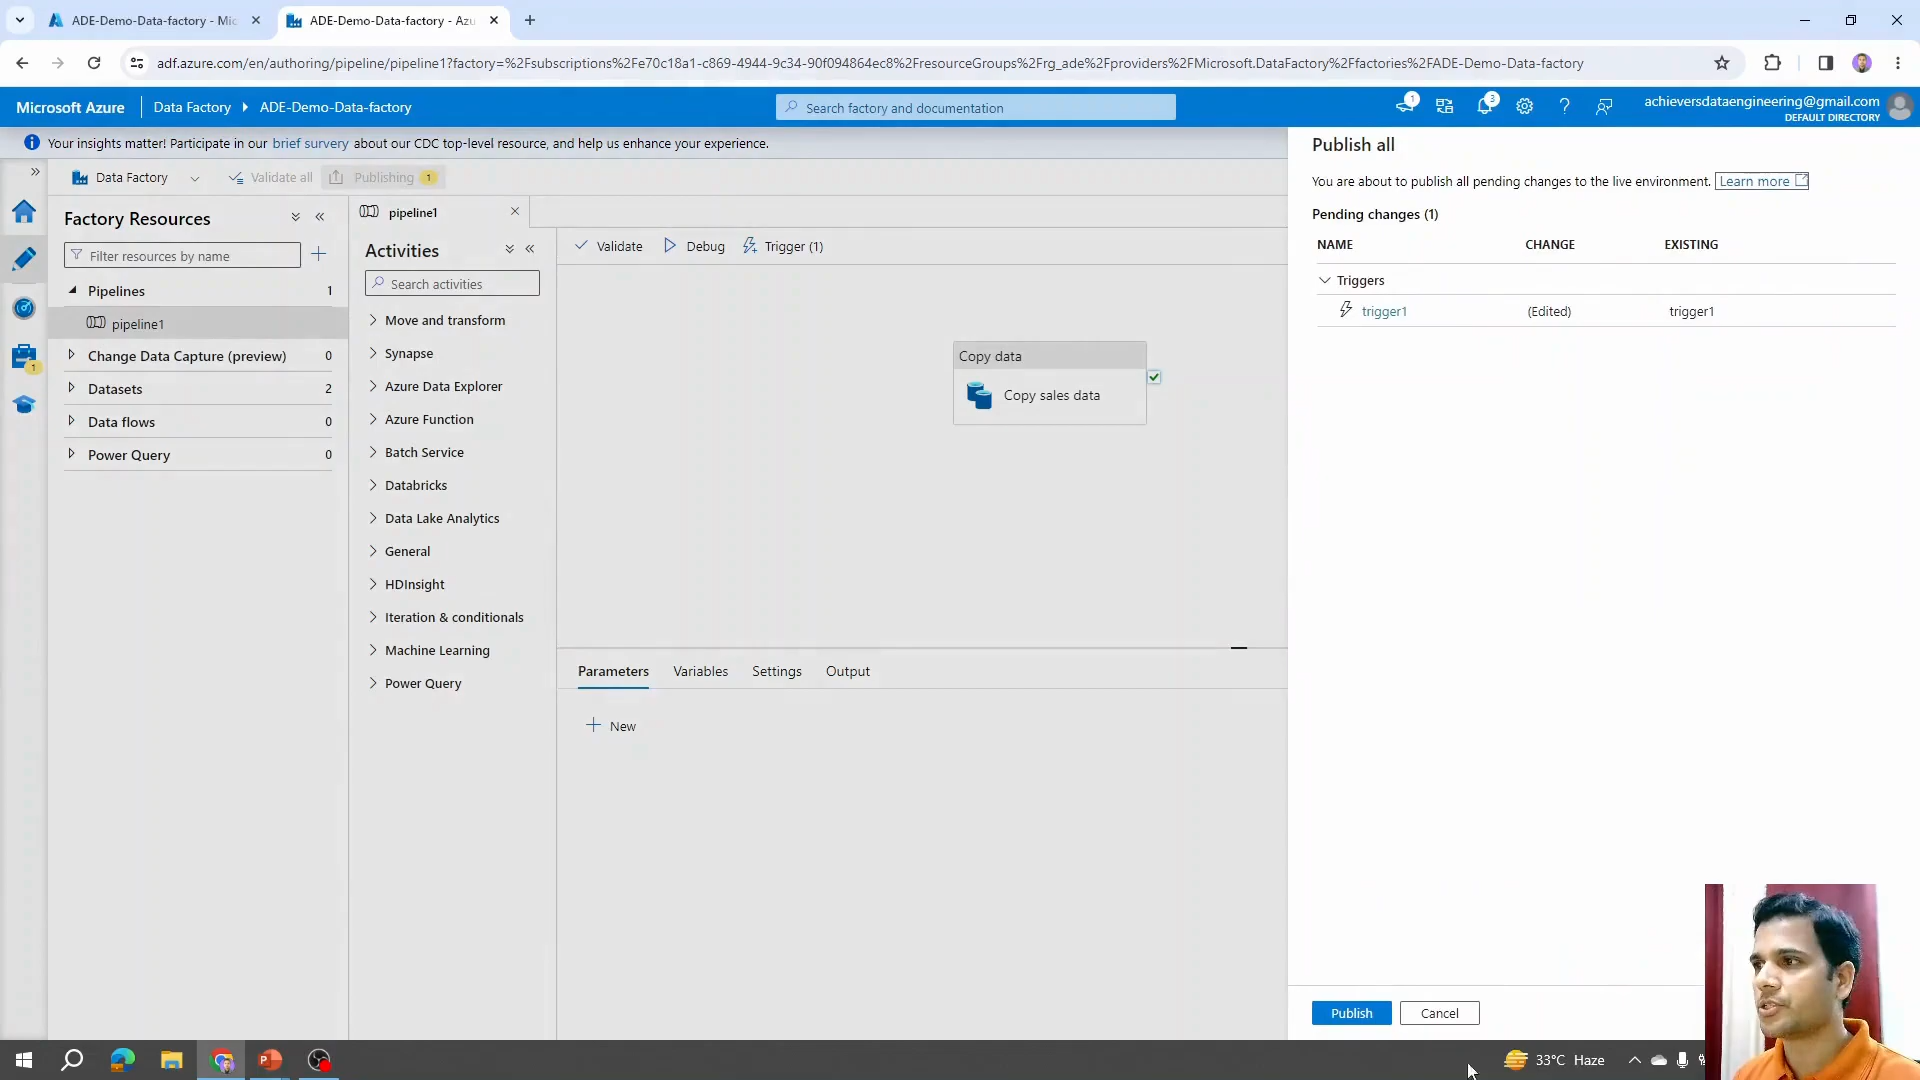 ADE-Demo-Data-factory - Mic
ADE-Demo-Data-factory - Azu
adf.azure.com/en/authoring/pipeline/pipeline1?factory=%2Fsubscriptions%2Fe70c18a1-c869-4944-9c34-90f094864ec8%2FresourceGroups%2Frg_ade%2Fproviders%2FMicrosoft.DataFactory%2Ffactories%2FADE-Demo-Data-factory
Microsoft Azure
Data Factory
ADE-Demo-Data-factory
Search factory and documentation
1
3
achieversdataengineering@gmail.com
DEFAULT DIRECTORY
Your insights matter! Participate in our brief survery about our CDC top-level resource, and help us enhance your experience.
Data Factory
Validate all
Publishing 1
Factory Resources
Filter resources by name
Pipelines 1
pipeline1
Change Data Capture (preview) 0
Datasets 2
Data flows 0
Power Query 0
1
pipeline1
Activities
Search activities
Move and transform
Synapse
Azure Data Explorer
Azure Function
Batch Service
Databricks
Data Lake Analytics
General
HDInsight
Iteration & conditionals
Machine Learning
Power Query
Validate
Debug
Trigger (1)
Copy data
Copy sales data
Parameters
Variables
Settings
Output
New
Publish all
You are about to publish all pending changes to the live environment. Learn more
Pending changes (1)
NAME CHANGE EXISTING
Triggers
trigger1 (Edited) trigger1
Publish
Cancel
33°C Haze